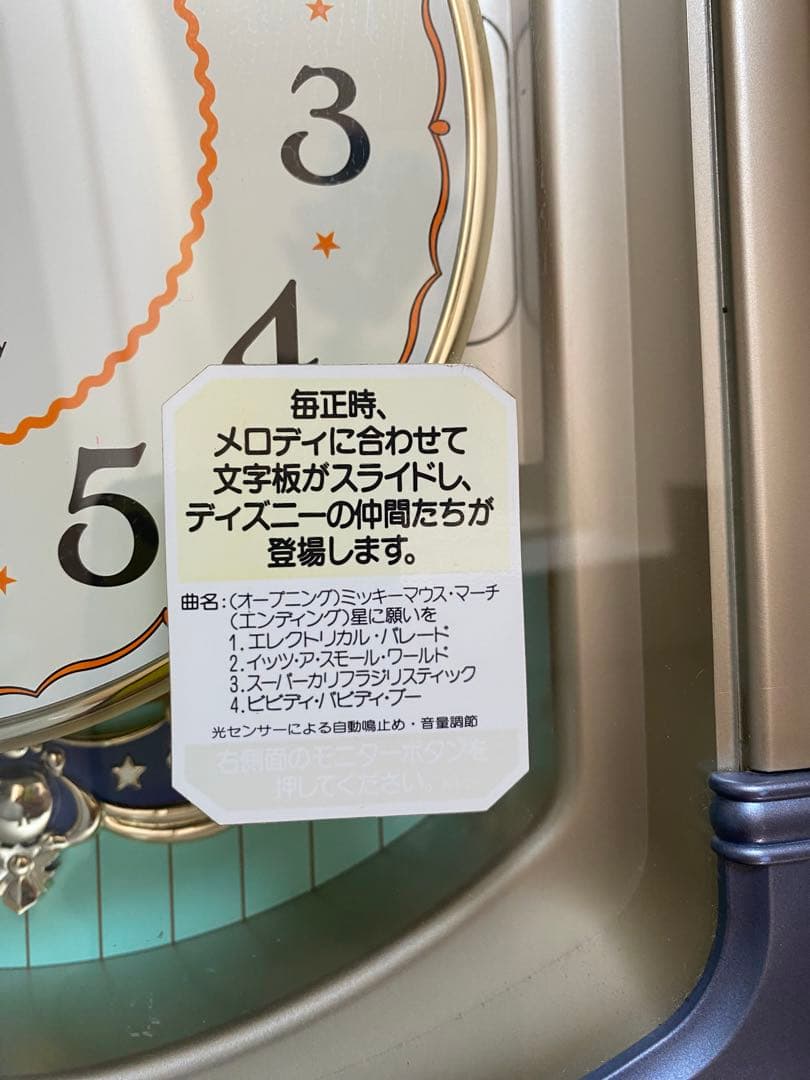 3
4
5
y
毎正時、
メロディに合わせて
文字板がスライドし、
ディズニーの仲間たちが
登場します。
曲名:(オープニング)ミッキーマウス・マーチ
(エンディング)星に願いを
1.エレクトリカル・パレード
2.イッツ・ア・スモール・ワールド
3.スーパーカリフラジリスティック
4.ビビディ・バビディ・ブー
光センサーによる自動鳴止め・音量調節
右側面のモニターボタンを
押してください。